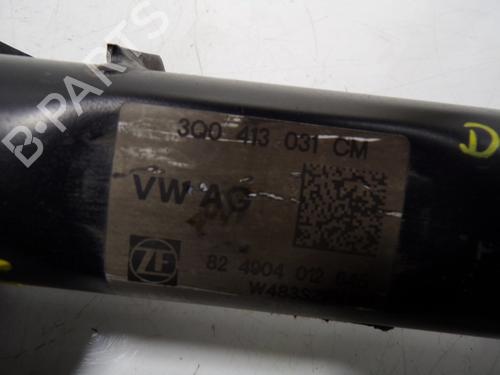 B-PARTS
3Q0 413 031 CM
VW AG
ZF
82 4904 012
D